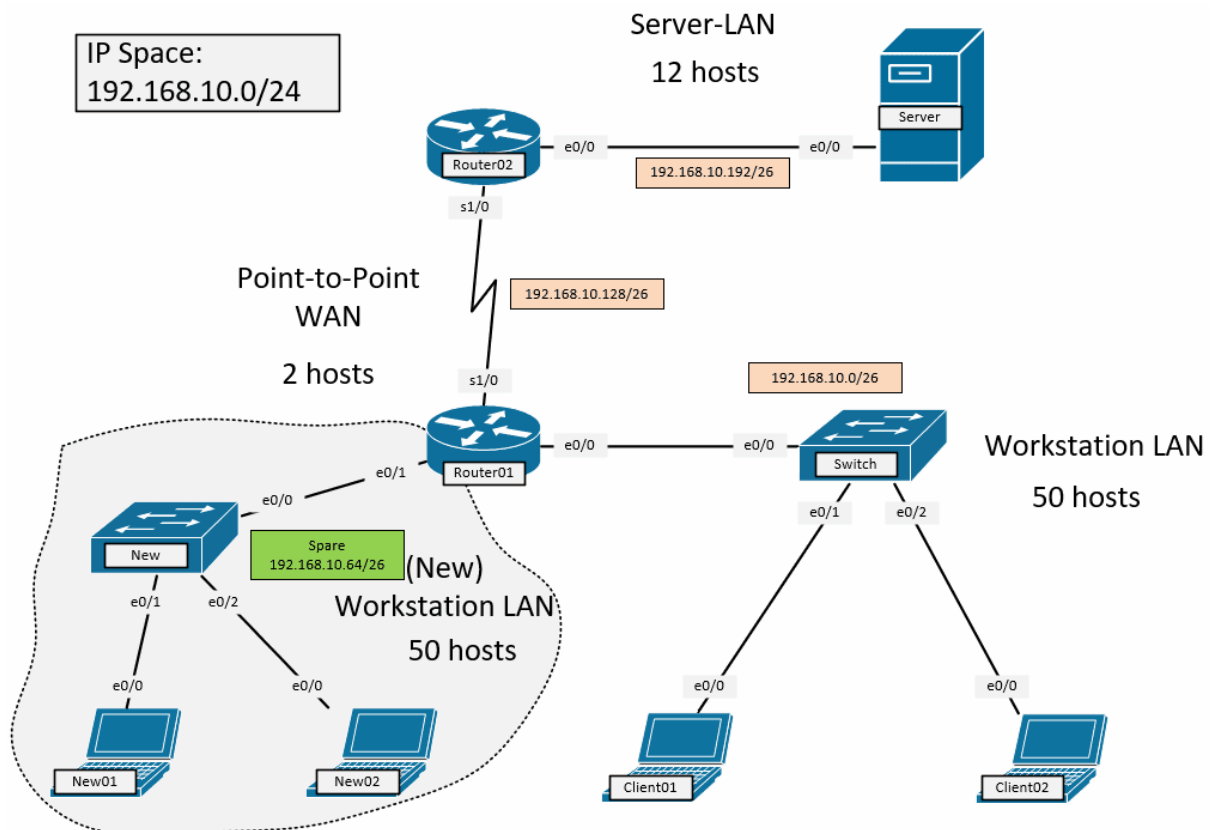 IP Space:
192.168.10.0/24
Server-LAN
12 hosts
Server
Router02
e0/0
e0/0
192.168.10.192/26
s1/0
Point-to-Point
WAN
2 hosts
192.168.10.128/26
s1/0
192.168.10.0/26
Router01
e0/0
e0/0
Switch
Workstation LAN
50 hosts
e0/1
e0/0
e0/1
e0/2
New
Spare
192.168.10.64/26
(New)
Workstation LAN
50 hosts
e0/1
e0/2
e0/0
e0/0
e0/0
e0/0
New01
New02
Client01
Client02